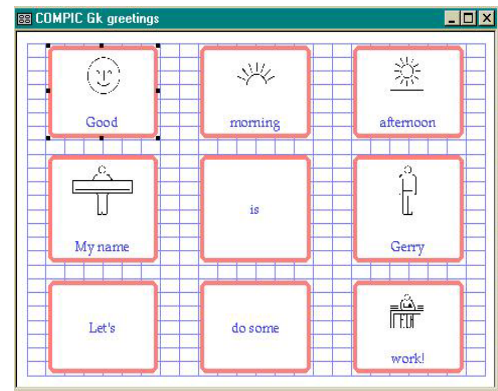 COMPIC Gk greetings
Good morning afternoon
My name is Gerry
Let's do some work!